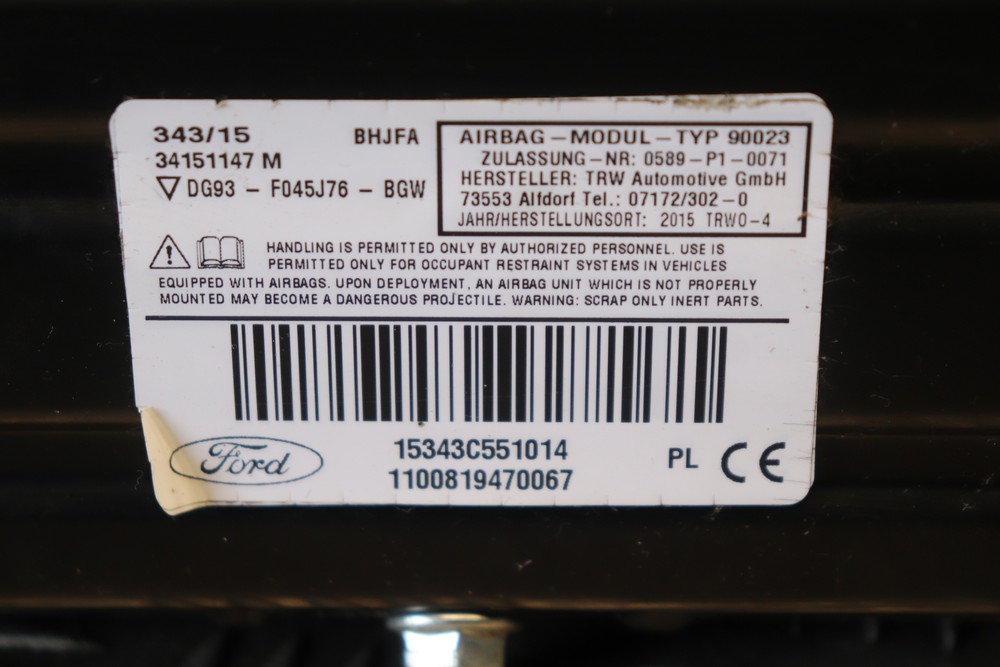 343/15
BHJFA
34151147 M
DG93 - F045J76 - BGW
AIRBAG - MODUL - TYP 90023
ZULASSUNG - NR: 0589 - P1 - 0071
HERSTELLER: TRW Automotive GmbH
73553 Alfdorf Tel.: 07172/302 - 0
JAHR/HERSTELLUNGSORT: 2015 TRWO - 4
HANDLING IS PERMITTED ONLY BY AUTHORIZED PERSONNEL. USE IS
PERMITTED ONLY FOR OCCUPANT RESTRAINT SYSTEMS IN VEHICLES
EQUIPPED WITH AIRBAGS. UPON DEPLOYMENT, AN AIRBAG UNIT WHICH IS NOT PROPERLY
MOUNTED MAY BECOME A DANGEROUS PROJECTILE. WARNING: SCRAP ONLY INERT PARTS.
Ford
15343C551014
1100819470067
PL CE